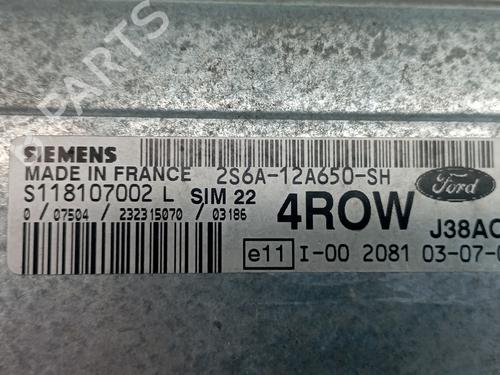 SIEMENS
MADE IN FRANCE 2S6A-12A650-SH
S118107002 L SIM 22
0 / 07504 / 232315070 / 03186
4ROW
Ford
J38AC
e11 I-00 2081 03-07-0